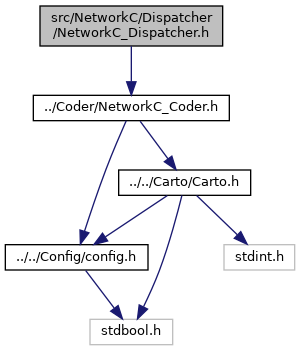 src/NetworkC/Dispatcher
/NetworkC_Dispatcher.h
../Coder/NetworkC_Coder.h
../../Carto/Carto.h
../../Config/config.h
stdint.h
stdbool.h